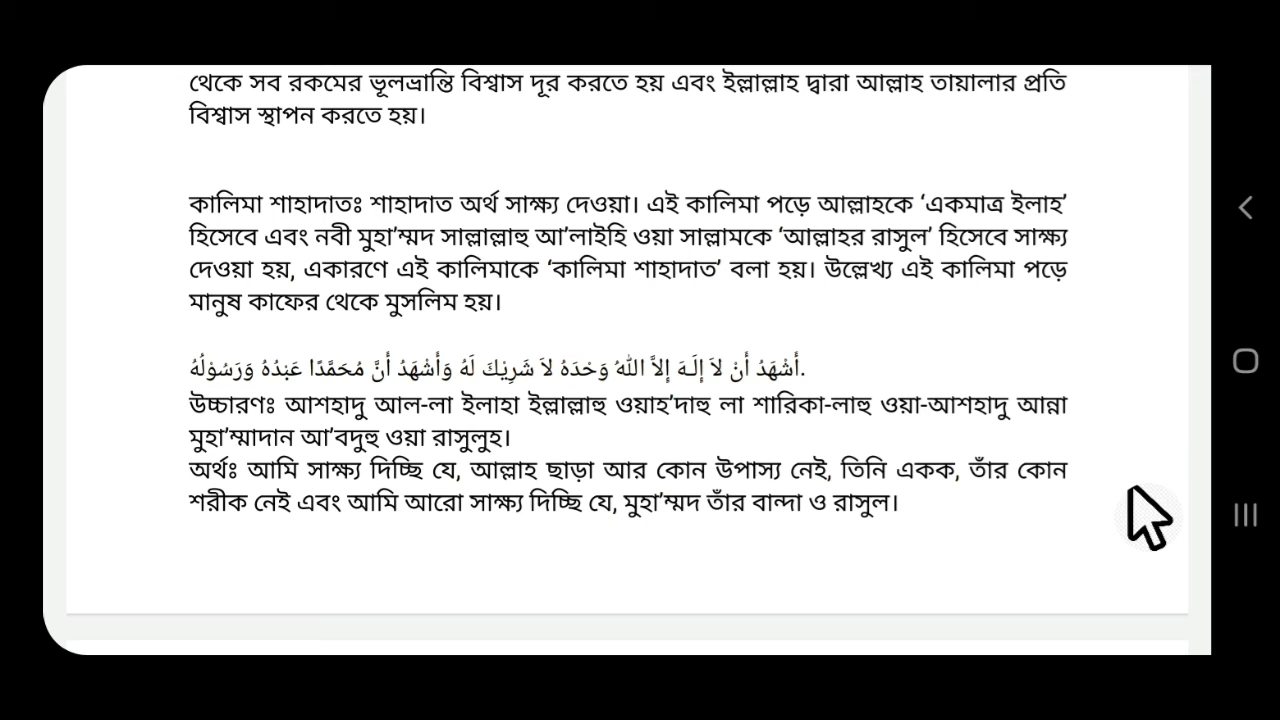 থেকে সব রকমের ভূলভ্রান্তি বিশ্বাস দূর করতে হয় এবং ইল্লাল্লাহ দ্বারা আল্লাহ তায়ালার প্রতি
বিশ্বাস স্থাপন করতে হয়।
কালিমা শাহাদাতঃ শাহাদাত অর্থ সাক্ষ্য দেওয়া। এই কালিমা পড়ে আল্লাহকে ‘একমাত্র ইলাহ’
হিসেবে এবং নবী মুহা’ম্মদ সাল্লাল্লাহু আ’লাইহি ওয়া সাল্লামকে ‘আল্লাহর রাসুল’ হিসেবে সাক্ষ্য
দেওয়া হয়, একারণে এই কালিমাকে ‘কালিমা শাহাদাত’ বলা হয়। উল্লেখ্য এই কালিমা পড়ে
মানুষ কাফের থেকে মুসলিম হয়।
أَشْهَدُ أَنْ لاَ إِلَـهَ إِلاَّ اللهُ وَحْدَهُ لاَ شَرِيْكَ لَهُ وَأَشْهَدُ أَنَّ مُحَمَّدًا عَبْدُهُ وَرَسُوْلُهُ.
উচ্চারণঃ আশহাদু আল-লা ইলাহা ইল্লাল্লাহু ওয়াহ’দাহু লা শারিকা-লাহু ওয়া-আশহাদু আন্না
মুহা’ম্মাদান আ’বদুহু ওয়া রাসুলুহ।
অর্থঃ আমি সাক্ষ্য দিচ্ছি যে, আল্লাহ ছাড়া আর কোন উপাস্য নেই, তিনি একক, তাঁর কোন
শরীক নেই এবং আমি আরো সাক্ষ্য দিচ্ছি যে, মুহা’ম্মদ তাঁর বান্দা ও রাসুল।